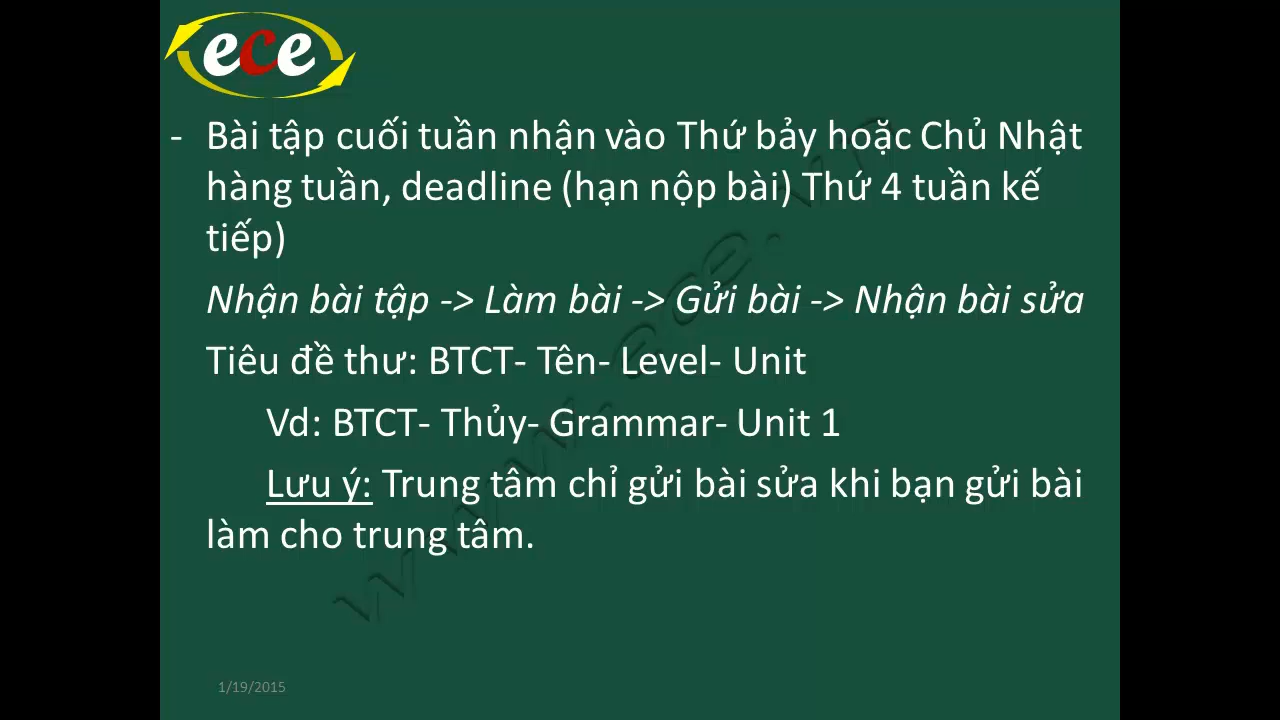 ece
- Bài tập cuối tuần nhận vào Thứ bảy hoặc Chủ Nhật
hàng tuần, deadline (hạn nộp bài) Thứ 4 tuần kế
tiếp)
Nhận bài tập -> Làm bài -> Gửi bài -> Nhận bài sửa
Tiêu đề thư: BTCT- Tên- Level- Unit
Vd: BTCT- Thủy- Grammar- Unit 1
Lưu ý: Trung tâm chỉ gửi bài sửa khi bạn gửi bài
làm cho trung tâm.
www.ece.vn
1/19/2015